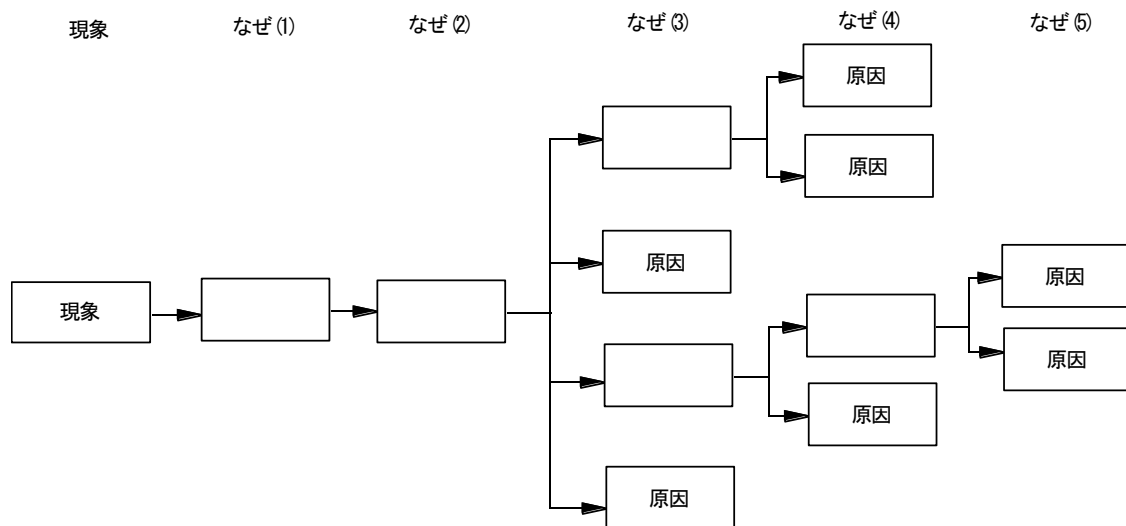 現象
なぜ(1)
なぜ(2)
なぜ(3)
なぜ(4)
なぜ(5)
原因
原因
原因
原因
現象
原因
原因
原因